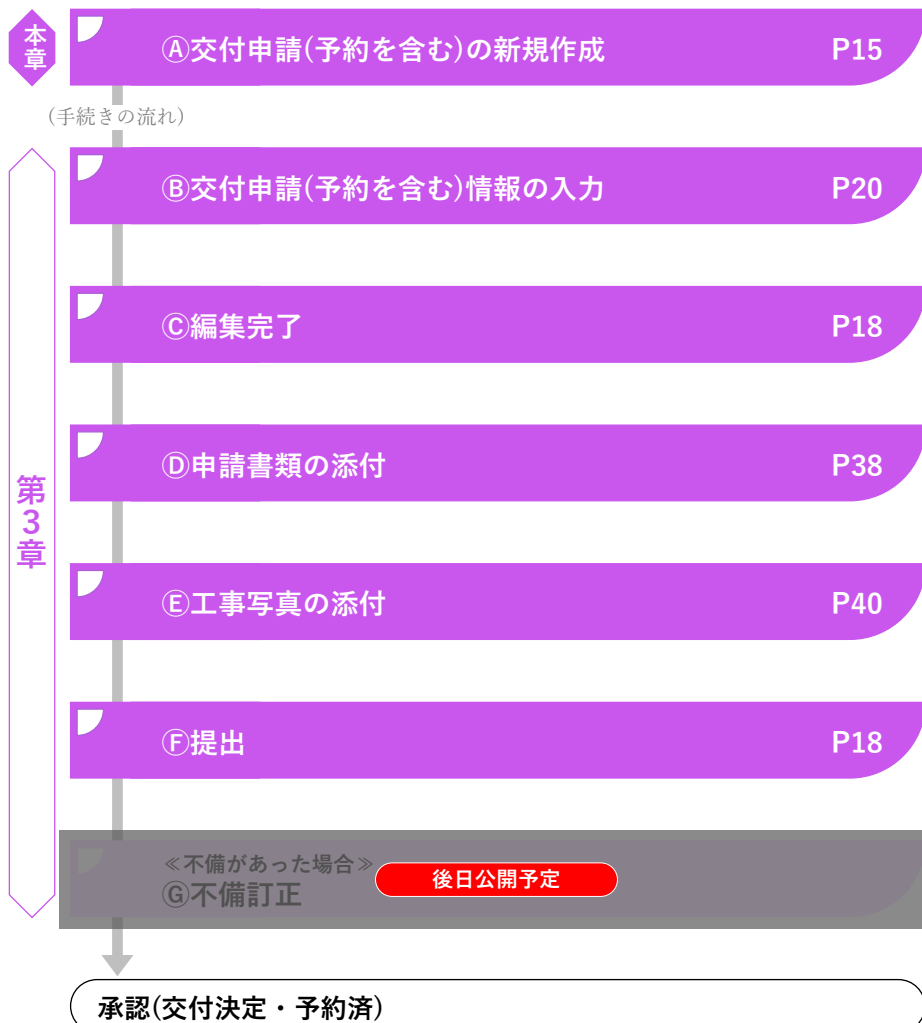 本章
Ⓐ交付申請(予約を含む)の新規作成 P15
(手続きの流れ)
Ⓑ交付申請(予約を含む)情報の入力 P20
Ⓒ編集完了 P18
Ⓓ申請書類の添付 P38
第3章
Ⓔ工事写真の添付 P40
Ⓕ提出 P18
≪不備があった場合≫
Ⓖ不備訂正 後日公開予定
承認(交付決定・予約済)